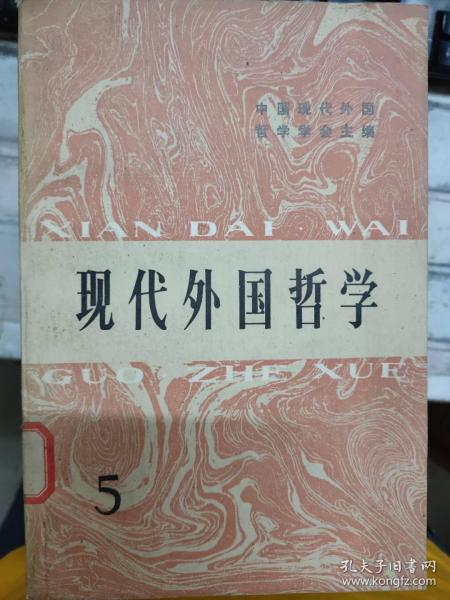 中国现代外国
哲学学会主编
XIAN DAI · WAI
现代外国哲学
GUO · ZHE XUE
5
孔夫子旧书网
www.kongfz.com